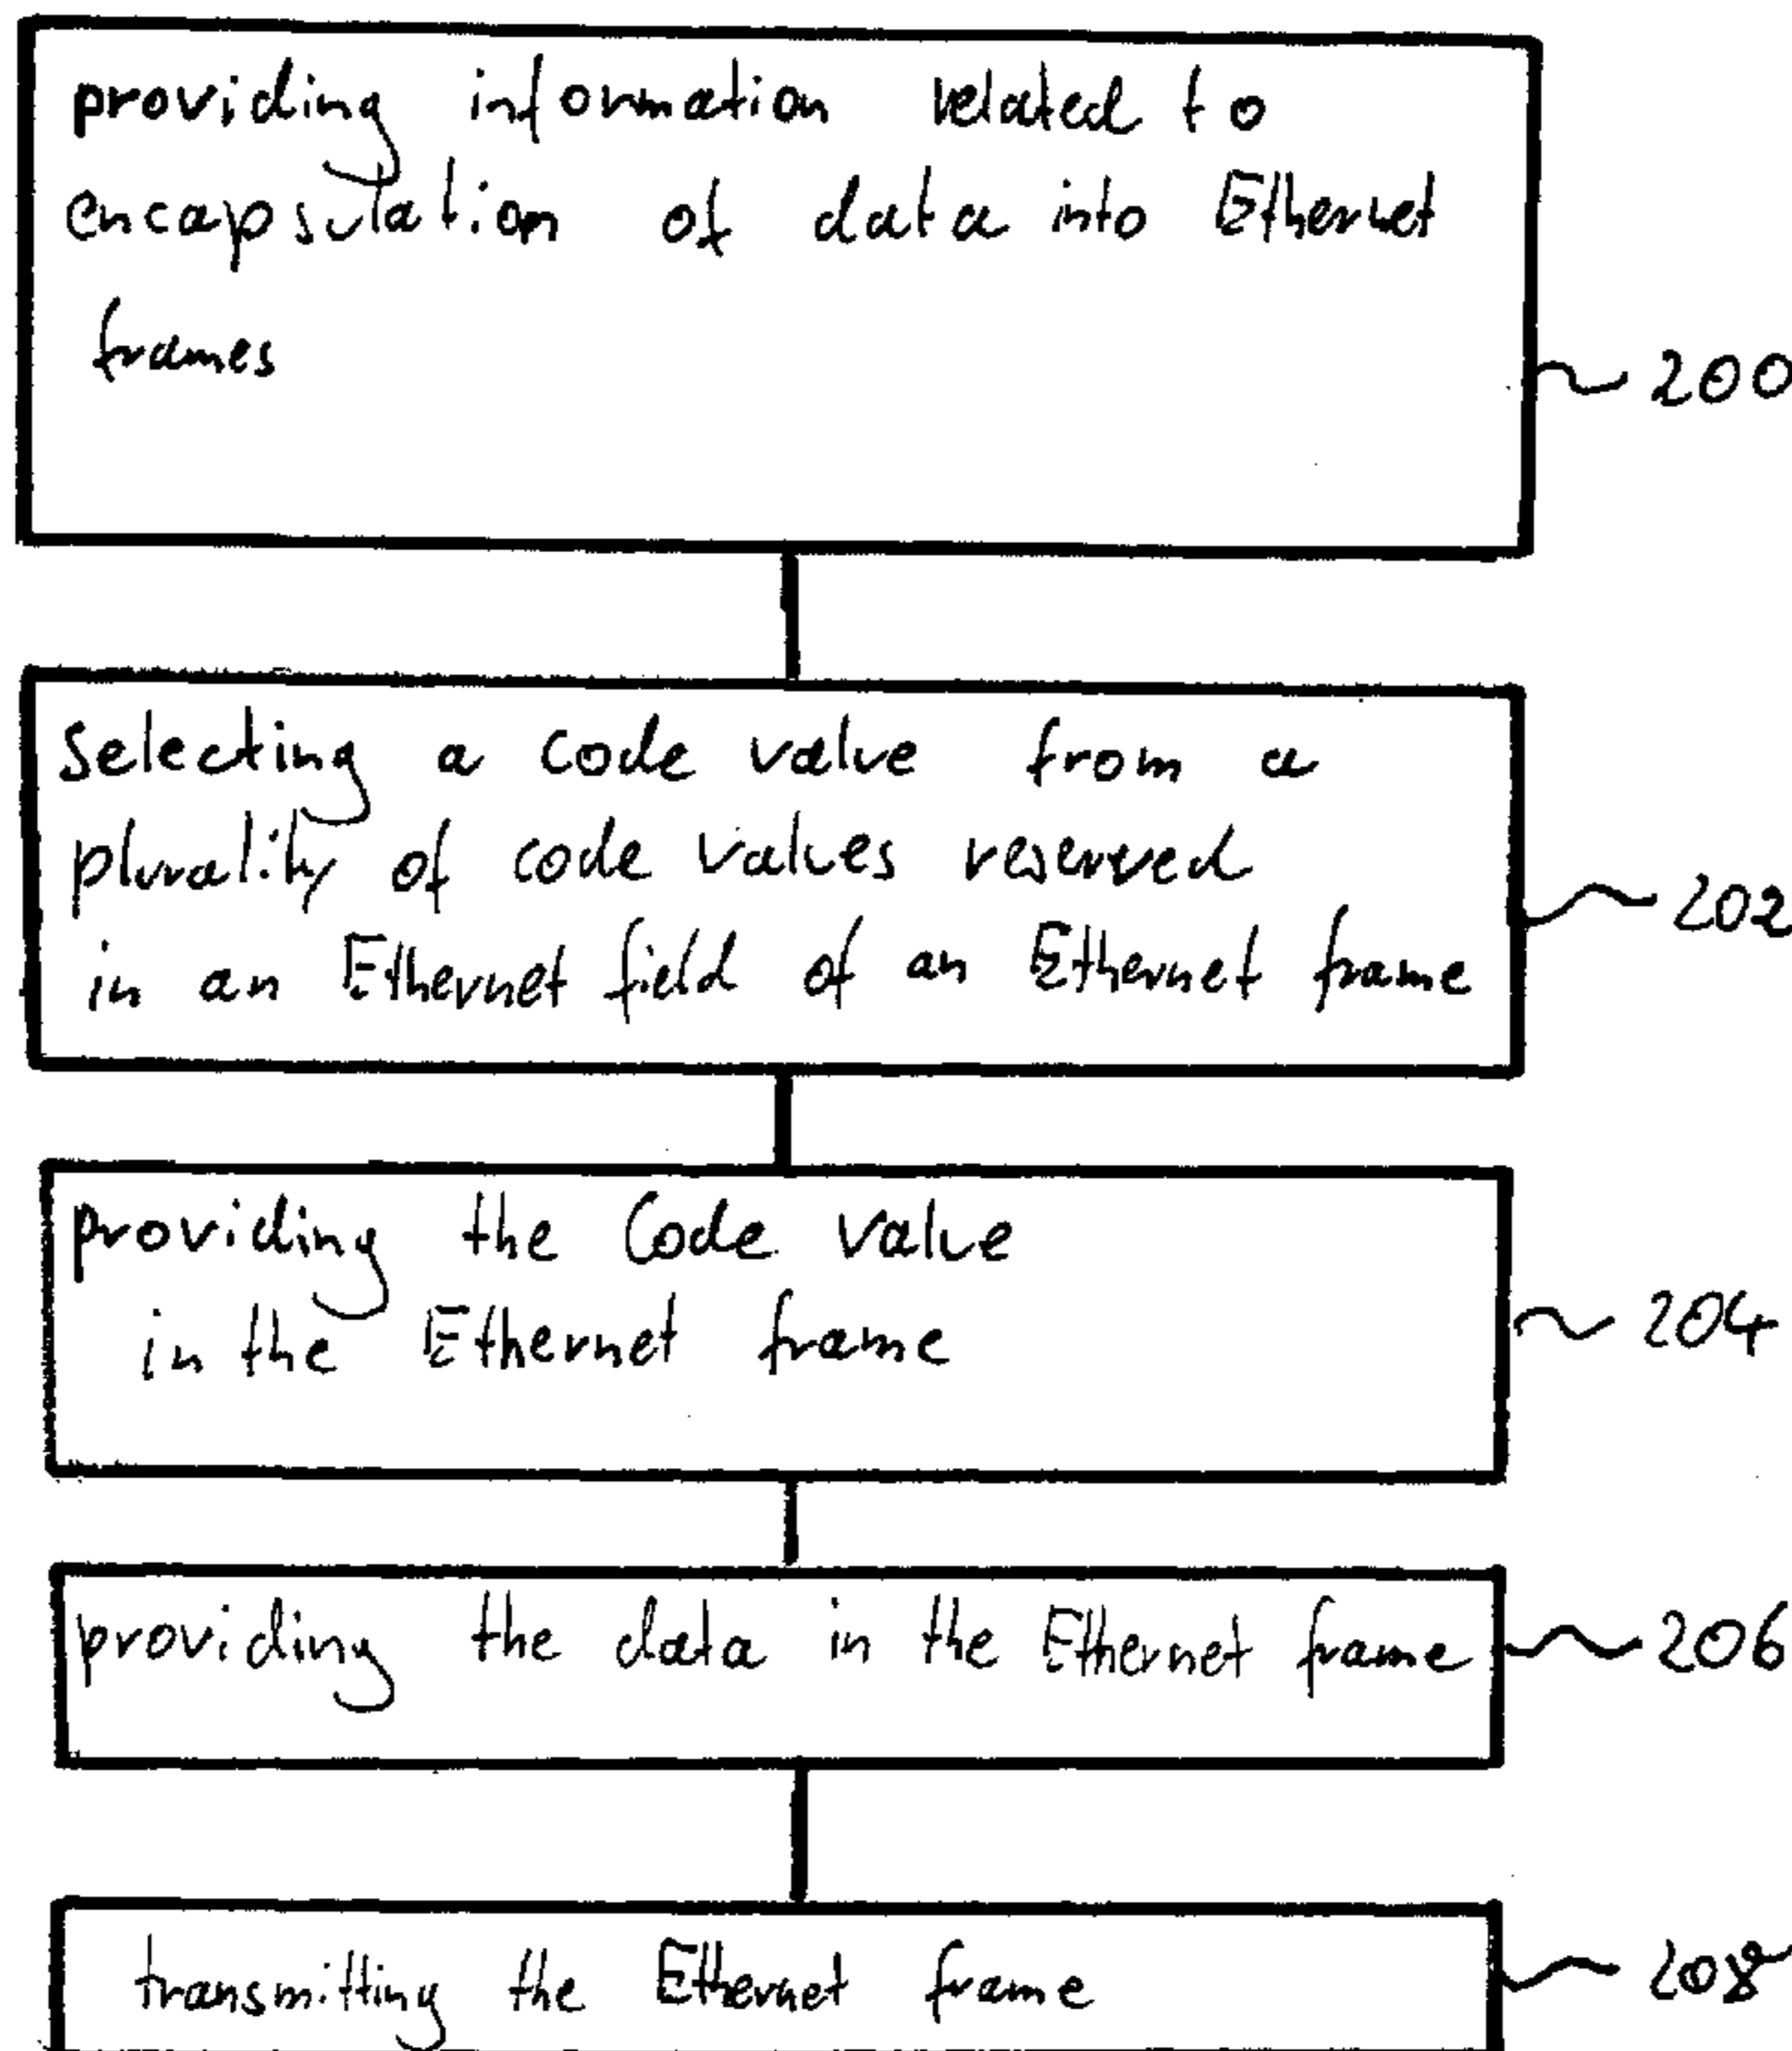 providing information related to
encapsulation of data into Ethernet
frames
200
Selecting a code value from a
plurality of code values reserved
in an Ethernet field of an Ethernet frame
202
providing the Code value
in the Ethernet frame
204
providing the data in the Ethernet frame
206
transmitting the Ethernet frame
208